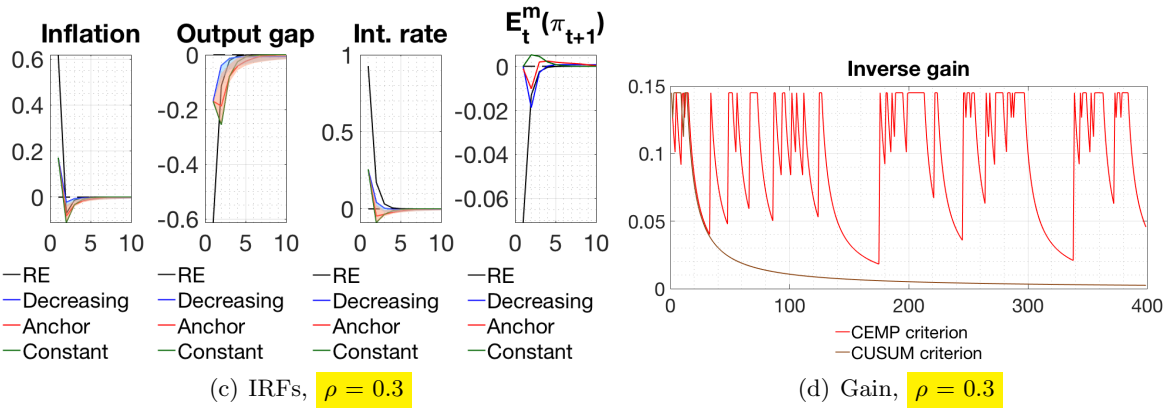 Inflation
0.6
0.4
0.2
0
0
5
10
RE
Decreasing
Anchor
Constant
Output gap
0
-0.2
-0.4
-0.6
0
5
10
RE
Decreasing
Anchor
Constant
Int. rate
1
0.5
0
0
5
10
RE
Decreasing
Anchor
Constant
E_t^m(π_{t+1})
0
-0.02
-0.04
-0.06
0
5
10
RE
Decreasing
Anchor
Constant
(c) IRFs, ρ = 0.3
Inverse gain
0.15
0.1
0.05
0
0
100
200
300
400
CEMP criterion
CUSUM criterion
(d) Gain, ρ = 0.3